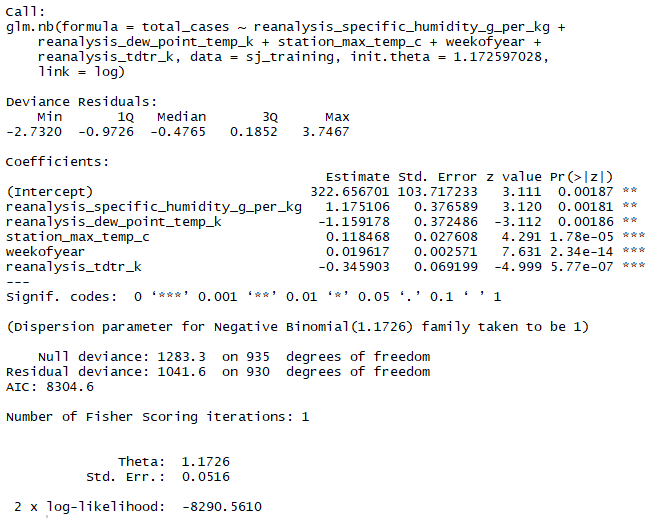 Call:
glm.nb(formula = total_cases ~ reanalysis_specific_humidity_g_per_kg +
    reanalysis_dew_point_temp_k + station_max_temp_c + weekofyear +
    reanalysis_tdtr_k, data = sj_training, init.theta = 1.172597028,
    link = log)

Deviance Residuals:
    Min       1Q   Median       3Q      Max
-2.7320  -0.9726  -0.4765   0.1852   3.7467

Coefficients:
                                        Estimate Std. Error z value Pr(>|z|)
(Intercept)                           322.656701 103.717233   3.111  0.00187 **
reanalysis_specific_humidity_g_per_kg   1.175106   0.376589   3.120  0.00181 **
reanalysis_dew_point_temp_k            -1.159178   0.372486  -3.112  0.00186 **
station_max_temp_c                      0.118468   0.027608   4.291 1.78e-05 ***
weekofyear                              0.019617   0.002571   7.631 2.34e-14 ***
reanalysis_tdtr_k                      -0.345903   0.069199  -4.999 5.77e-07 ***
---
Signif. codes:  0 ‘***’ 0.001 ‘**’ 0.01 ‘*’ 0.05 ‘.’ 0.1 ‘ ’ 1

(Dispersion parameter for Negative Binomial(1.1726) family taken to be 1)

    Null deviance: 1283.3  on 935  degrees of freedom
Residual deviance: 1041.6  on 930  degrees of freedom
AIC: 8304.6

Number of Fisher Scoring iterations: 1

              Theta:  1.1726
          Std. Err.:  0.0516

 2 x log-likelihood:  -8290.5610